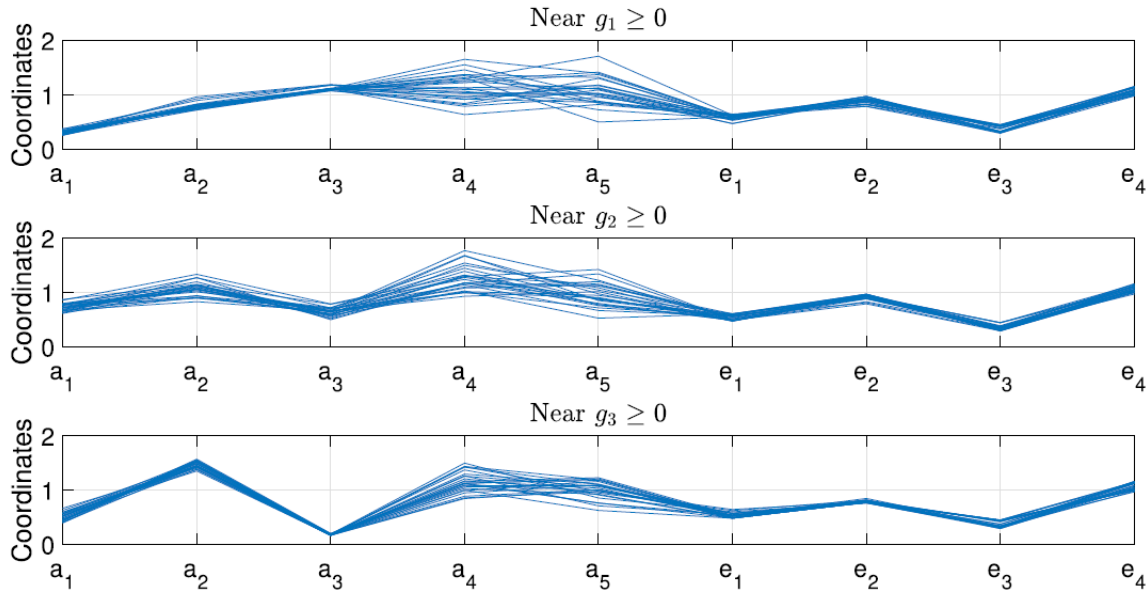 Near g₁ ≥ 0
Coordinates
2
1
0
a₁ a₂ a₃ a₄ a₅ e₁ e₂ e₃ e₄
Near g₂ ≥ 0
Coordinates
2
1
0
a₁ a₂ a₃ a₄ a₅ e₁ e₂ e₃ e₄
Near g₃ ≥ 0
Coordinates
2
1
0
a₁ a₂ a₃ a₄ a₅ e₁ e₂ e₃ e₄